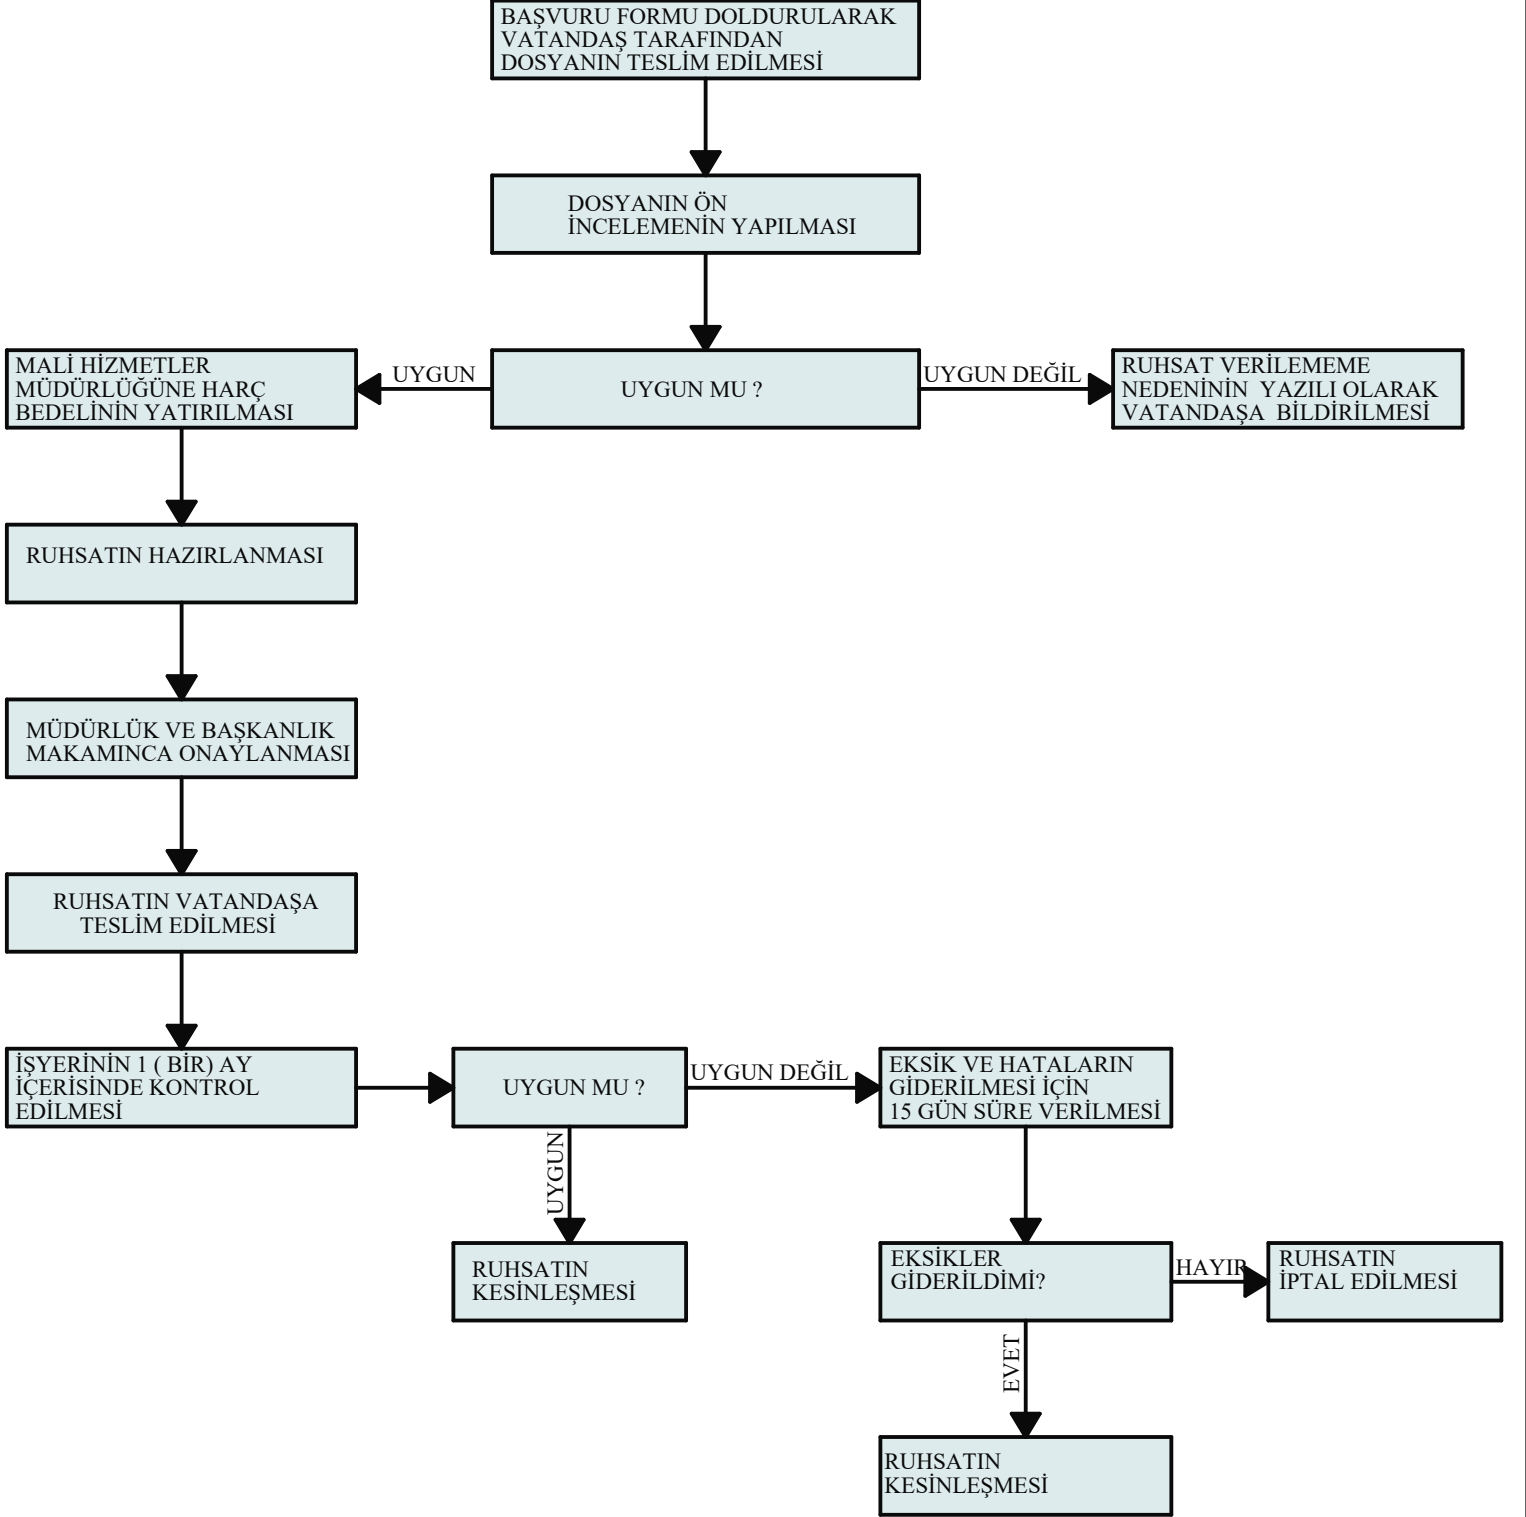 BAŞVURU FORMU DOLDURULARAK
VATANDAŞ TARAFINDAN
DOSYANIN TESLİM EDİLMESİ
DOSYANIN ÖN
İNCELEMENİN YAPILMASI
MALİ HİZMETLER
MÜDÜRLÜĞÜNE HARÇ
BEDELİNİN YATIRILMASI
UYGUN
UYGUN MU ?
UYGUN DEĞİL
RUHSAT VERİLEMEME
NEDENİNİN YAZILI OLARAK
VATANDAŞA BİLDİRİLMESİ
RUHSATIN HAZIRLANMASI
MÜDÜRLÜK VE BAŞKANLIK
MAKAMINCA ONAYLANMASI
RUHSATIN VATANDAŞA
TESLİM EDİLMESİ
İŞYERİNİN 1 ( BİR) AY
İÇERİSİNDE KONTROL
EDİLMESİ
UYGUN MU ?
UYGUN DEĞİL
EKSİK VE HATALARIN
GİDERİLMESİ İÇİN
15 GÜN SÜRE VERİLMESİ
UYGUN
RUHSATIN
KESİNLEŞMESİ
EKSİKLER
GİDERİLDİMİ?
HAYIR
RUHSATIN
İPTAL EDİLMESİ
EVET
RUHSATIN
KESİNLEŞMESİ